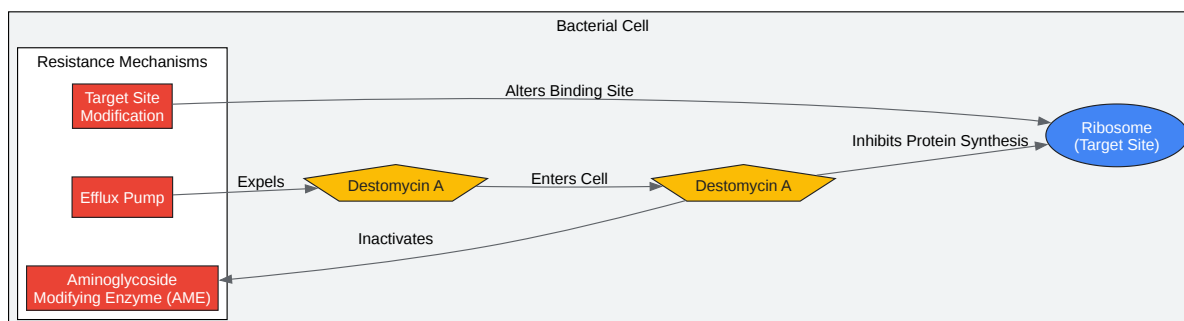 Bacterial Cell
Resistance Mechanisms
Target Site
Modification
Alters Binding Site
Ribosome
(Target Site)
Inhibits Protein Synthesis
Efflux Pump
Expels
Destomycin A
Enters Cell
Destomycin A
Inactivates
Aminoglycoside
Modifying Enzyme (AME)